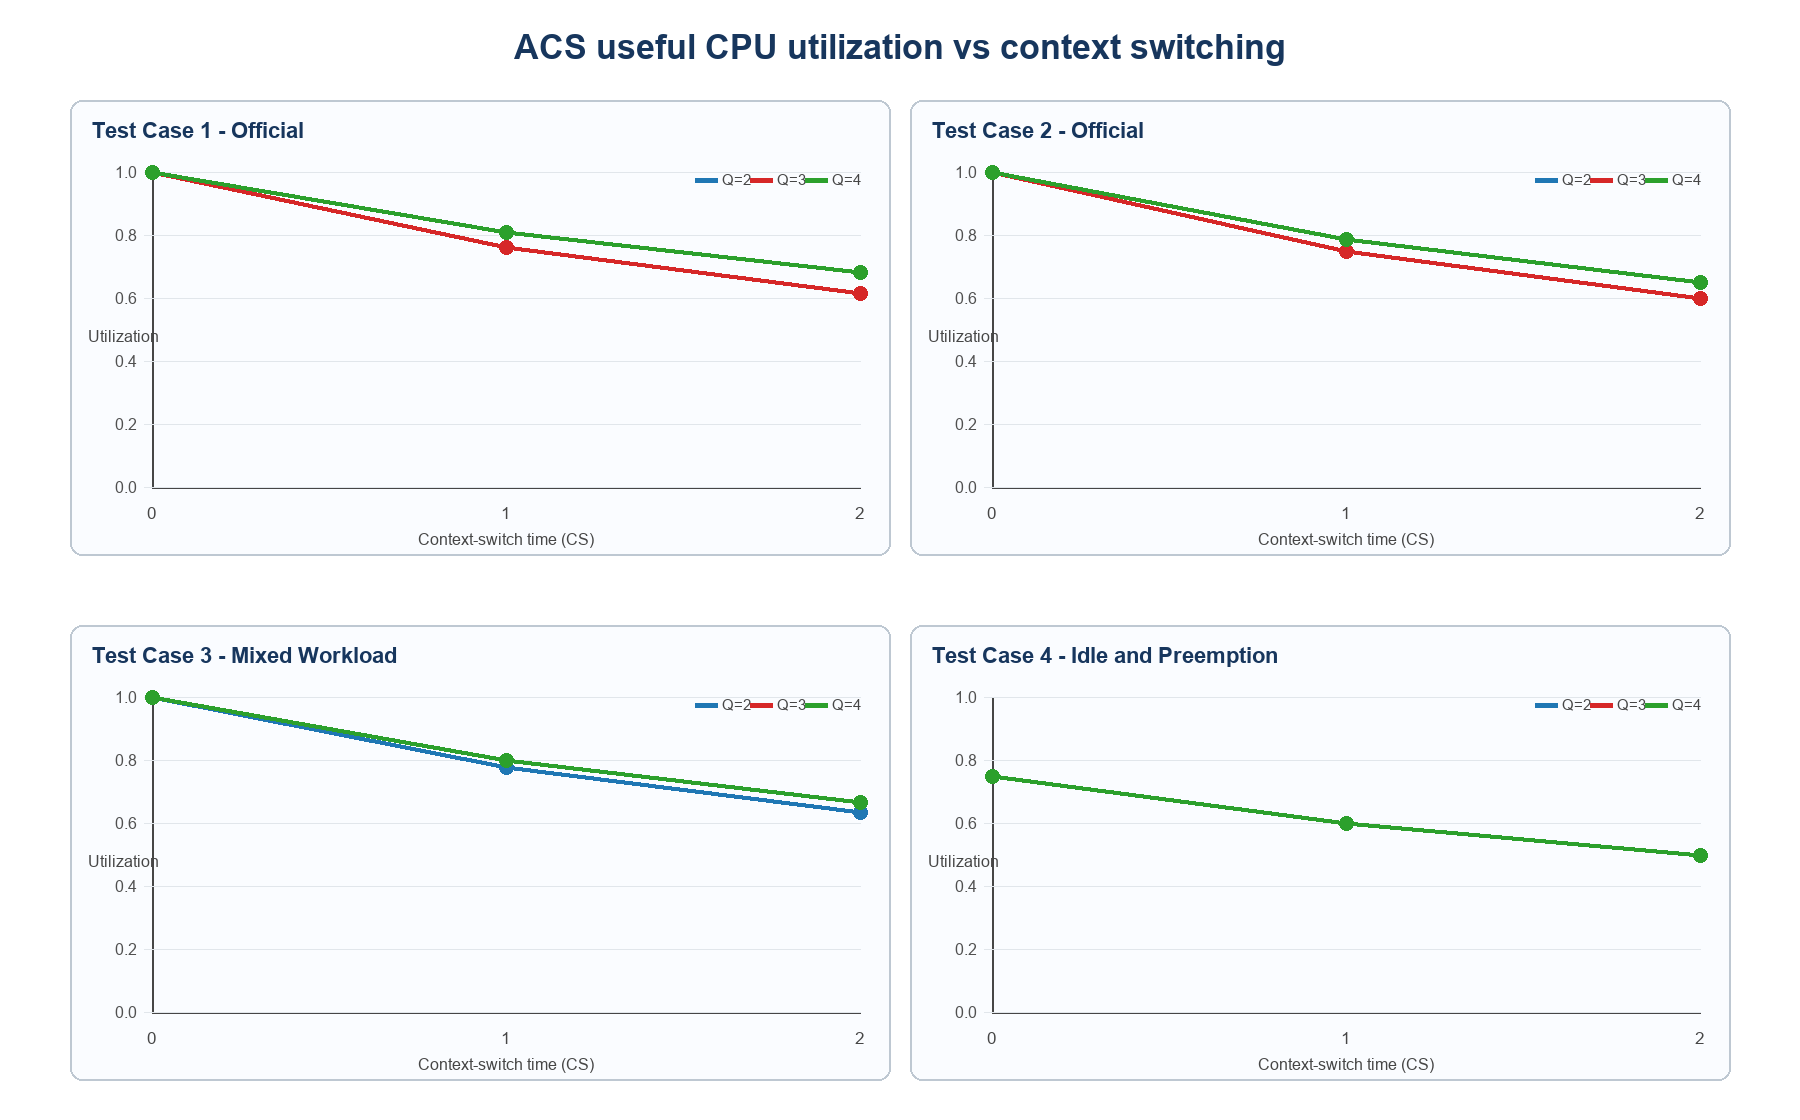 ACS useful CPU utilization vs context switching
Test Case 1 - Official
1.0
Q=2 Q=3 Q=4
0.8
0.6
Utilization
0.4
0.2
0.0
0 1 2
Context-switch time (CS)
Test Case 2 - Official
1.0
Q=2 Q=3 Q=4
0.8
0.6
Utilization
0.4
0.2
0.0
0 1 2
Context-switch time (CS)
Test Case 3 - Mixed Workload
1.0
Q=2 Q=3 Q=4
0.8
0.6
Utilization
0.4
0.2
0.0
0 1 2
Context-switch time (CS)
Test Case 4 - Idle and Preemption
1.0
Q=2 Q=3 Q=4
0.8
0.6
Utilization
0.4
0.2
0.0
0 1 2
Context-switch time (CS)